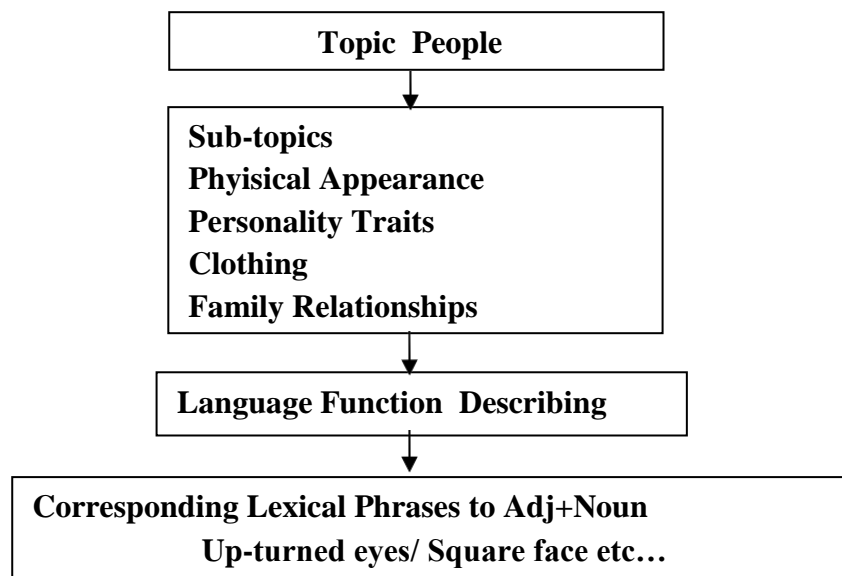 Topic People
Sub-topics
Phyisical Appearance
Personality Traits
Clothing
Family Relationships
Language Function Describing
Corresponding Lexical Phrases to Adj+Noun
Up-turned eyes/ Square face etc…